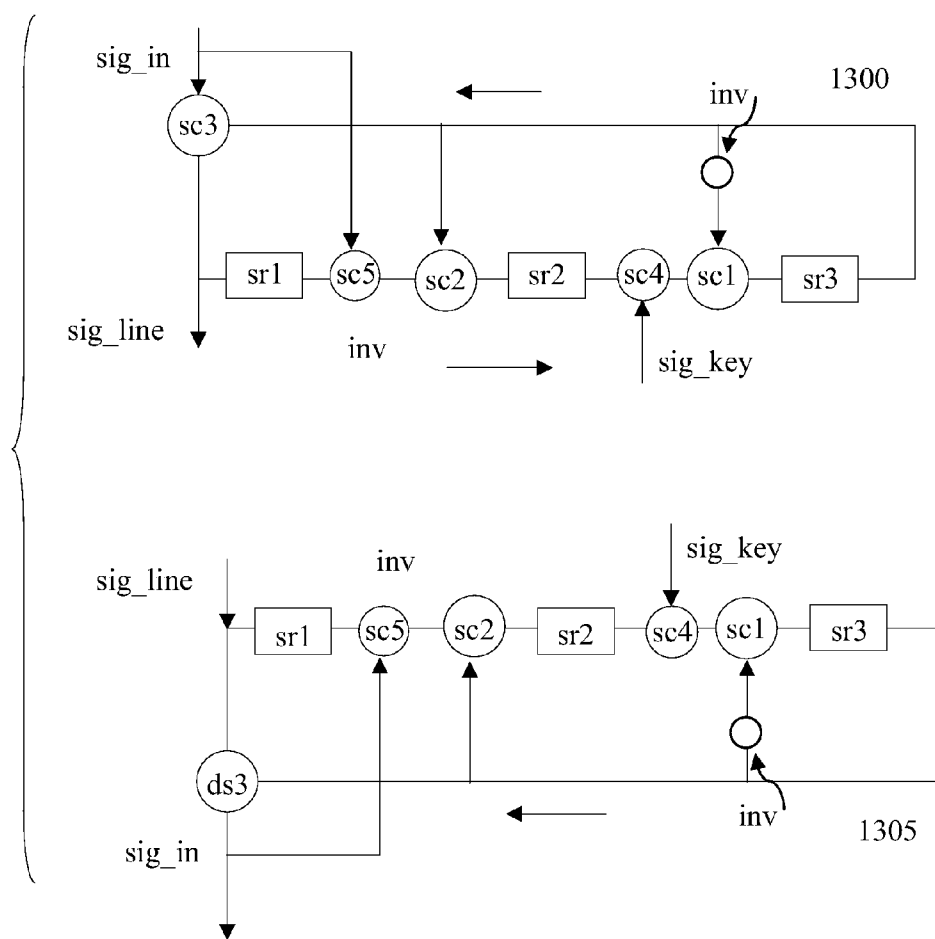 sig_in
1300
inv
sc3
sr1
sc5
sc2
sr2
sc4
sc1
sr3
sig_line
inv
sig_key
sig_key
inv
sig_line
sr1
sc5
sc2
sr2
sc4
sc1
sr3
ds3
inv
1305
sig_in